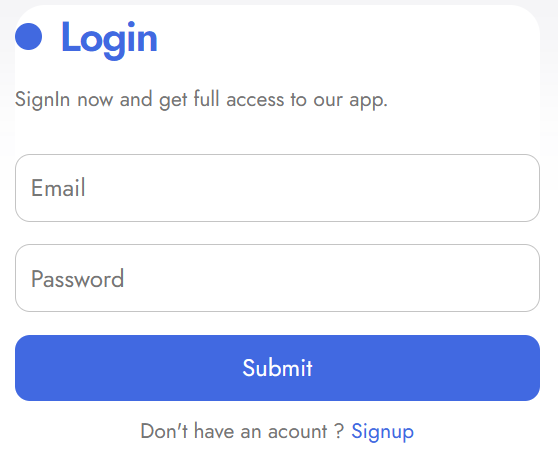 Login
SignIn now and get full access to our app.
Email
Password
Submit
Don't have an acount ? Signup